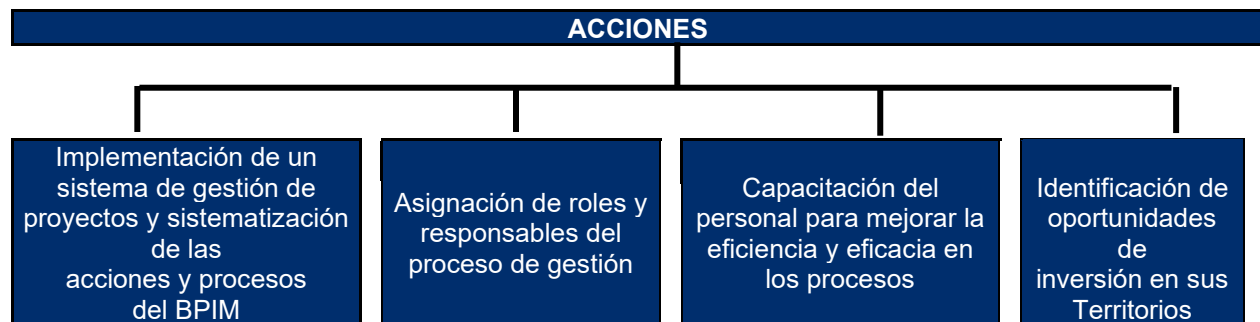 ACCIONES
Implementación de un
sistema de gestión de
proyectos y sistematización
de las
acciones y procesos
del BPIM
Asignación de roles y
responsables del
proceso de gestión
Capacitación del
personal para mejorar la
eficiencia y eficacia en
los procesos
Identificación de
oportunidades
de
inversión en sus
Territorios